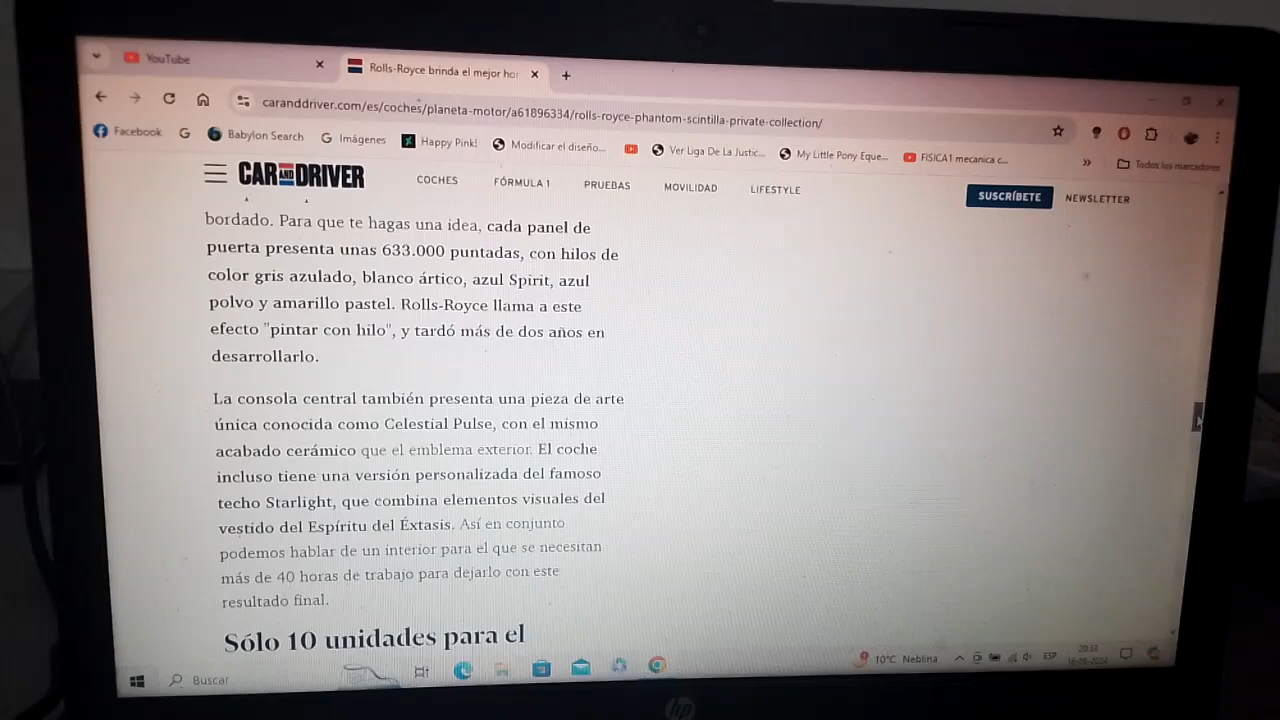 YouTube
Rolls-Royce brinda el mejor hor
caranddriver.com/es/coches/planeta-motor/a61896334/rolls-royce-phantom-scintilla-private-collection/
Facebook
Babylon Search
Imágenes
Happy Pink!
Modificar el diseño...
Ver Liga De La Justic...
My Little Pony Eque...
FISICA1 mecanica c...
»
Todos los marcadores
CAR AND DRIVER
COCHES
FÓRMULA 1
PRUEBAS
MOVILIDAD
LIFESTYLE
SUSCRÍBETE
NEWSLETTER
bordado. Para que te hagas una idea, cada panel de
puerta presenta unas 633.000 puntadas, con hilos de
color gris azulado, blanco ártico, azul Spirit, azul
polvo y amarillo pastel. Rolls-Royce llama a este
efecto "pintar con hilo", y tardó más de dos años en
desarrollarlo.
La consola central también presenta una pieza de arte
única conocida como Celestial Pulse, con el mismo
acabado cerámico que el emblema exterior. El coche
incluso tiene una versión personalizada del famoso
techo Starlight, que combina elementos visuales del
vestido del Espíritu del Éxtasis. Así en conjunto
podemos hablar de un interior para el que se necesitan
más de 40 horas de trabajo para dejarlo con este
resultado final.
Sólo 10 unidades para el
Buscar
10°C Neblina
ESP
20:33
hp